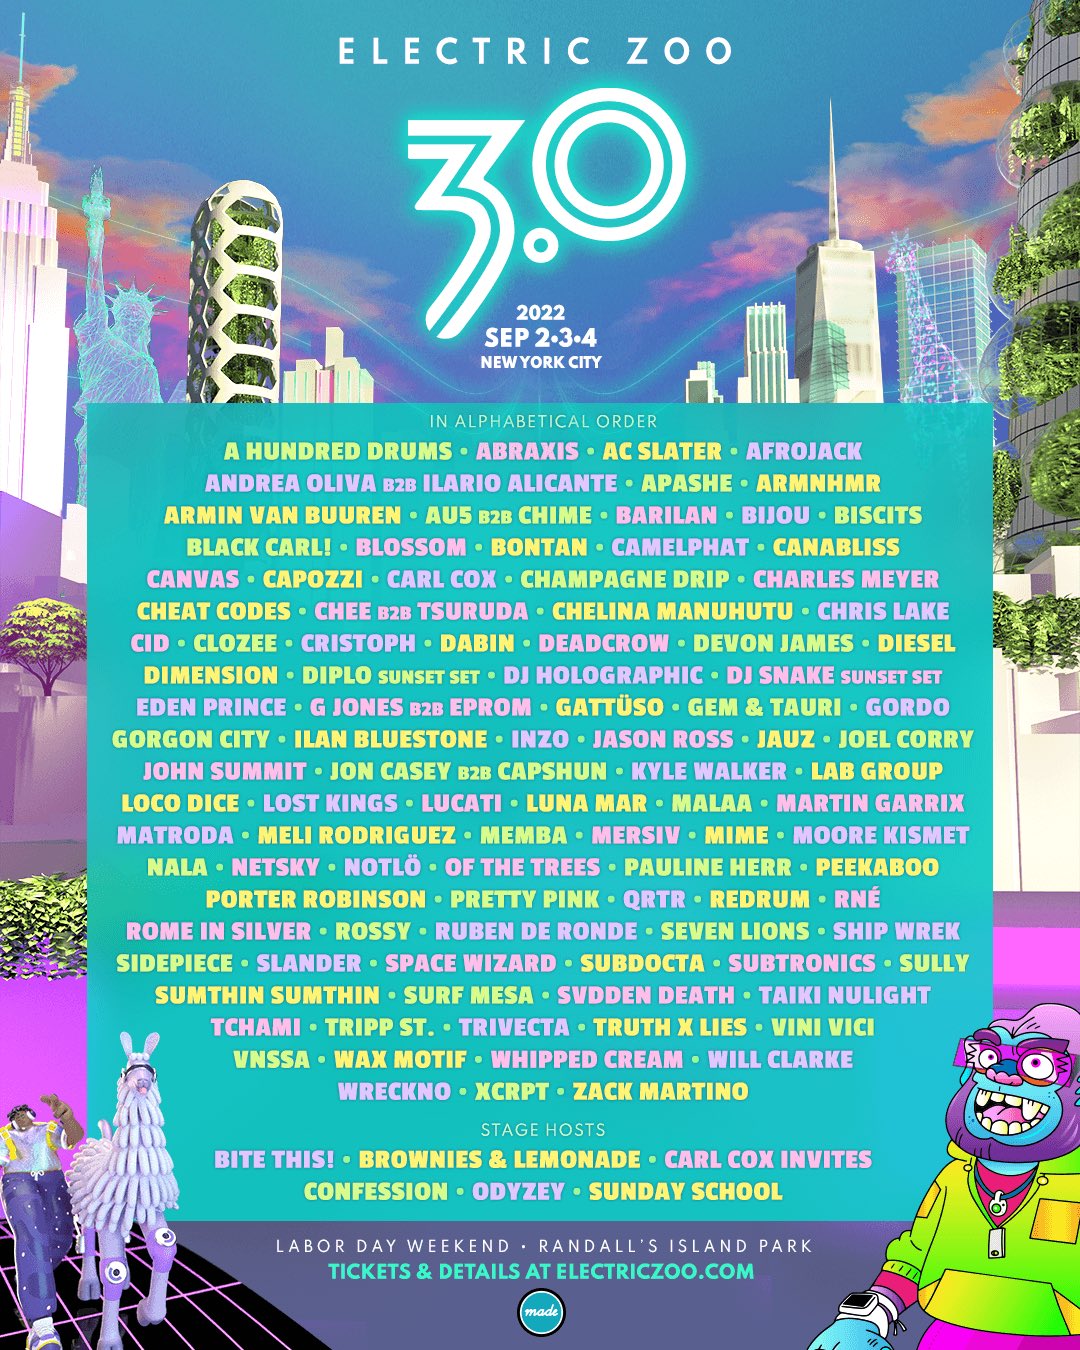 ELECTRIC ZOO
3.0
2022
SEP 2•3•4
NEW YORK CITY
IN ALPHABETICAL ORDER
A HUNDRED DRUMS • ABRAXIS • AC SLATER • AFROJACK
ANDREA OLIVA B2B ILARIO ALICANTE • APASHE • ARMNHMR
ARMIN VAN BUUREN • AU5 B2B CHIME • BARILAN • BIJOU • BISCITS
BLACK CARL! • BLOSSOM • BONTAN • CAMELPHAT • CANABLISS
CANVAS • CAPOZZI • CARL COX • CHAMPAGNE DRIP • CHARLES MEYER
CHEAT CODES • CHEE B2B TSURUDA • CHELINA MANUHUTU • CHRIS LAKE
CID • CLOZEE • CRISTOPH • DABIN • DEADCROW • DEVON JAMES • DIESEL
DIMENSION • DIPLO SUNSET SET • DJ HOLOGRAPHIC • DJ SNAKE SUNSET SET
EDEN PRINCE • G JONES B2B EPROM • GATTÜSO • GEM & TAURI • GORDO
GORGON CITY • ILAN BLUESTONE • INZO • JASON ROSS • JAUZ • JOEL CORRY
JOHN SUMMIT • JON CASEY B2B CAPSHUN • KYLE WALKER • LAB GROUP
LOCO DICE • LOST KINGS • LUCATI • LUNA MAR • MALAA • MARTIN GARRIX
MATRODA • MELI RODRIGUEZ • MEMBA • MERSIV • MIME • MOORE KISMET
NALA • NETSKY • NOTLÖ • OF THE TREES • PAULINE HERR • PEEKABOO
PORTER ROBINSON • PRETTY PINK • QRTR • REDRUM • RNÉ
ROME IN SILVER • ROSSY • RUBEN DE RONDE • SEVEN LIONS • SHIP WREK
SIDEPIECE • SLANDER • SPACE WIZARD • SUBDOCTA • SUBTRONICS • SULLY
SUMTHIN SUMTHIN • SURF MESA • SVDDEN DEATH • TAIKI NULIGHT
TCHAMI • TRIPP ST. • TRIVECTA • TRUTH X LIES • VINI VICI
VNSSA • WAX MOTIF • WHIPPED CREAM • WILL CLARKE
WRECKNO • XCRPT • ZACK MARTINO
STAGE HOSTS
BITE THIS! • BROWNIES & LEMONADE • CARL COX INVITES
CONFESSION • ODYZEY • SUNDAY SCHOOL
LABOR DAY WEEKEND • RANDALL'S ISLAND PARK
TICKETS & DETAILS AT ELECTRICZOO.COM
made